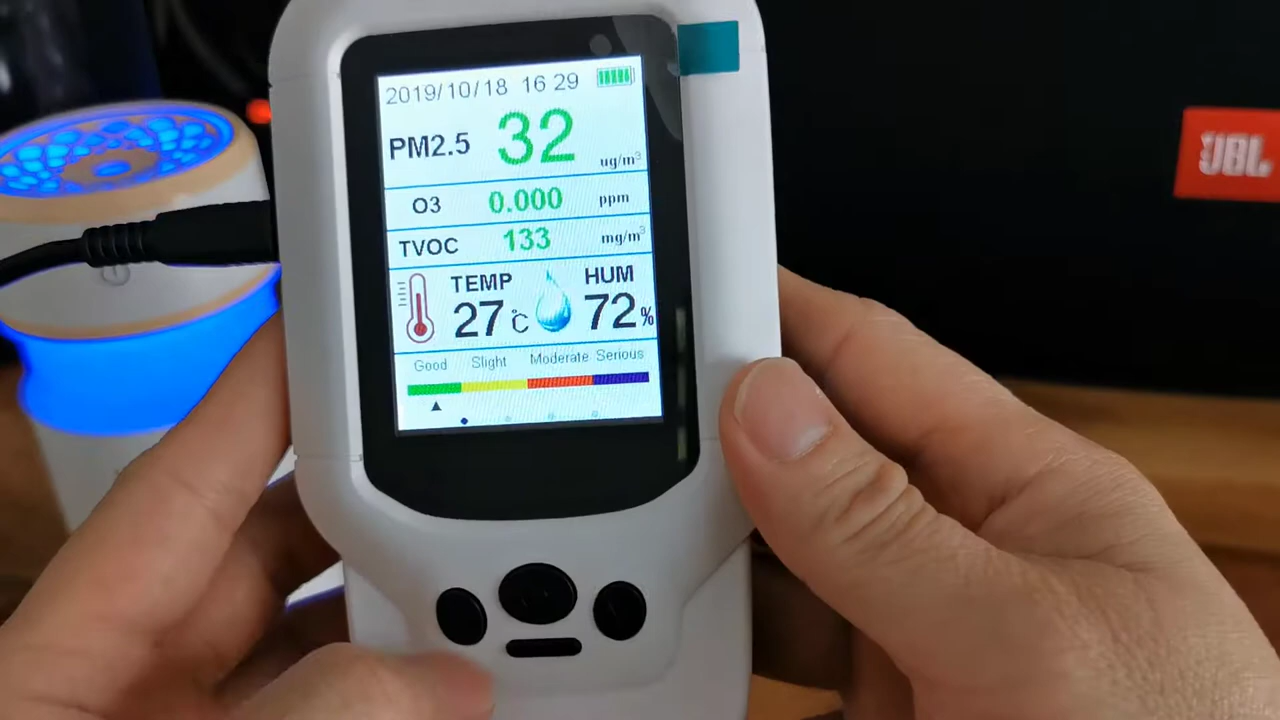 2019/10/18 16 29
PM2.5 32 ug/m³
O3 0.000 ppm
TVOC 133 mg/m³
TEMP HUM
27℃ 72%
Good Slight Moderate Serious
JBL